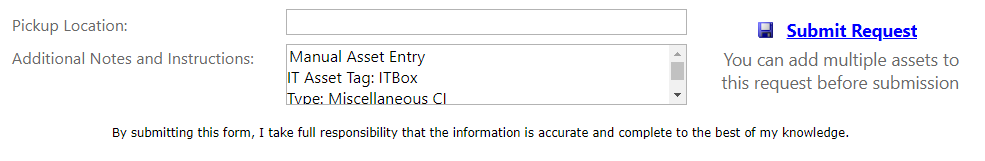 Pickup Location:
Submit Request
Additional Notes and Instructions:
Manual Asset Entry
IT Asset Tag: ITBox
Type: Miscellaneous CI
You can add multiple assets to
this request before submission
By submitting this form, I take full responsibility that the information is accurate and complete to the best of my knowledge.